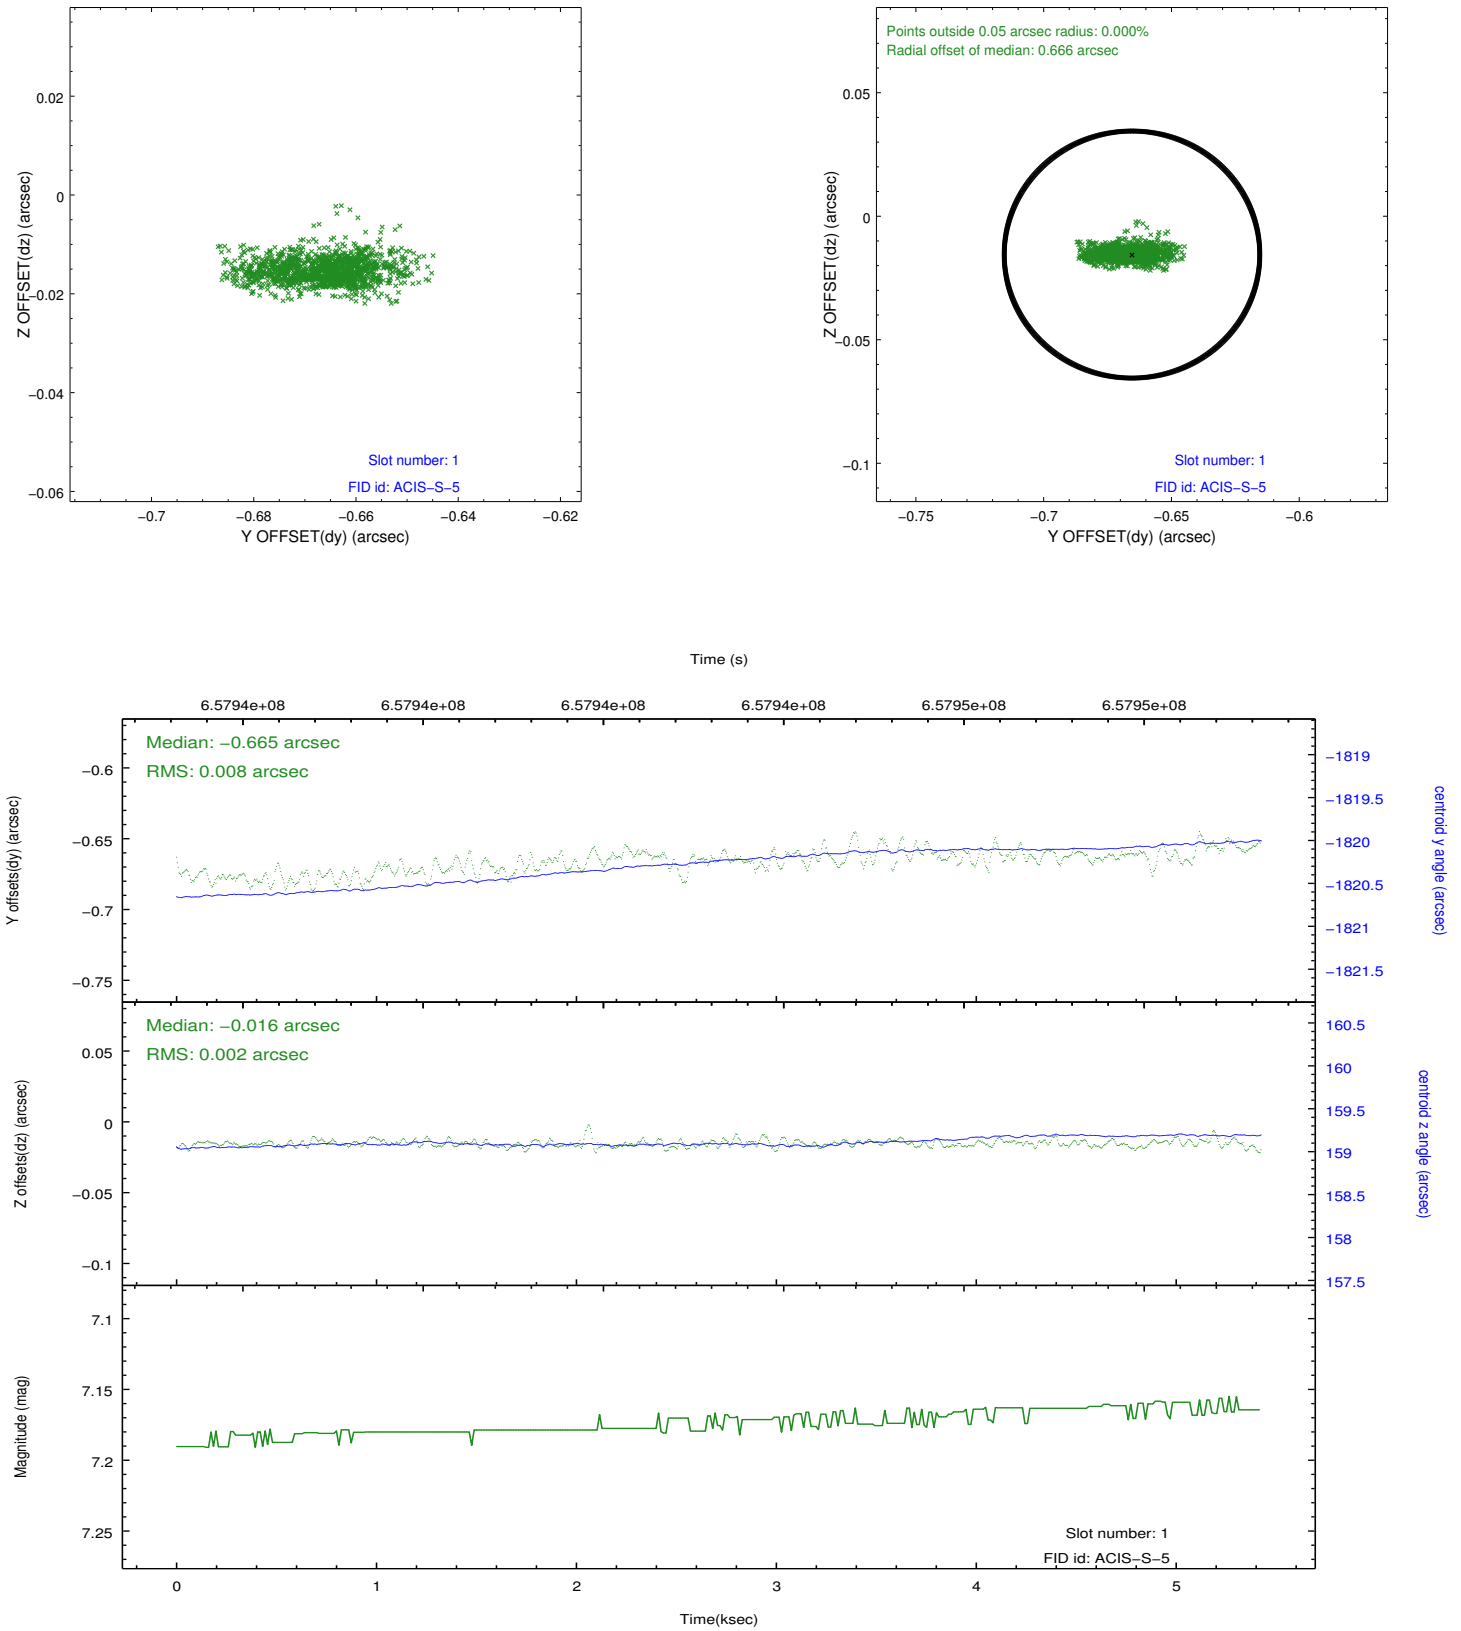 0.02
0
−0.02
−0.04
−0.06
Z OFFSET(dz) (arcsec)
Slot number: 1
FID id: ACIS−S−5
−0.7
−0.68
−0.66
−0.64
−0.62
Y OFFSET(dy) (arcsec)
Points outside 0.05 arcsec radius: 0.000%
Radial offset of median: 0.666 arcsec
0.05
0
−0.05
−0.1
Z OFFSET(dz) (arcsec)
Slot number: 1
FID id: ACIS−S−5
−0.75
−0.7
−0.65
−0.6
Y OFFSET(dy) (arcsec)
Time (s)
6.5794e+08
6.5794e+08
6.5794e+08
6.5794e+08
6.5795e+08
6.5795e+08
Median: −0.665 arcsec
RMS: 0.008 arcsec
−0.6
−0.65
−0.7
−0.75
Y offsets(dy) (arcsec)
−1819
−1819.5
−1820
−1820.5
−1821
−1821.5
centroid y angle (arcsec)
Median: −0.016 arcsec
RMS: 0.002 arcsec
0.05
0
−0.05
−0.1
Z offsets(dz) (arcsec)
160.5
160
159.5
159
158.5
158
157.5
centroid z angle (arcsec)
7.1
7.15
7.2
7.25
Magnitude (mag)
Slot number: 1
FID id: ACIS−S−5
0
1
2
3
4
5
Time(ksec)